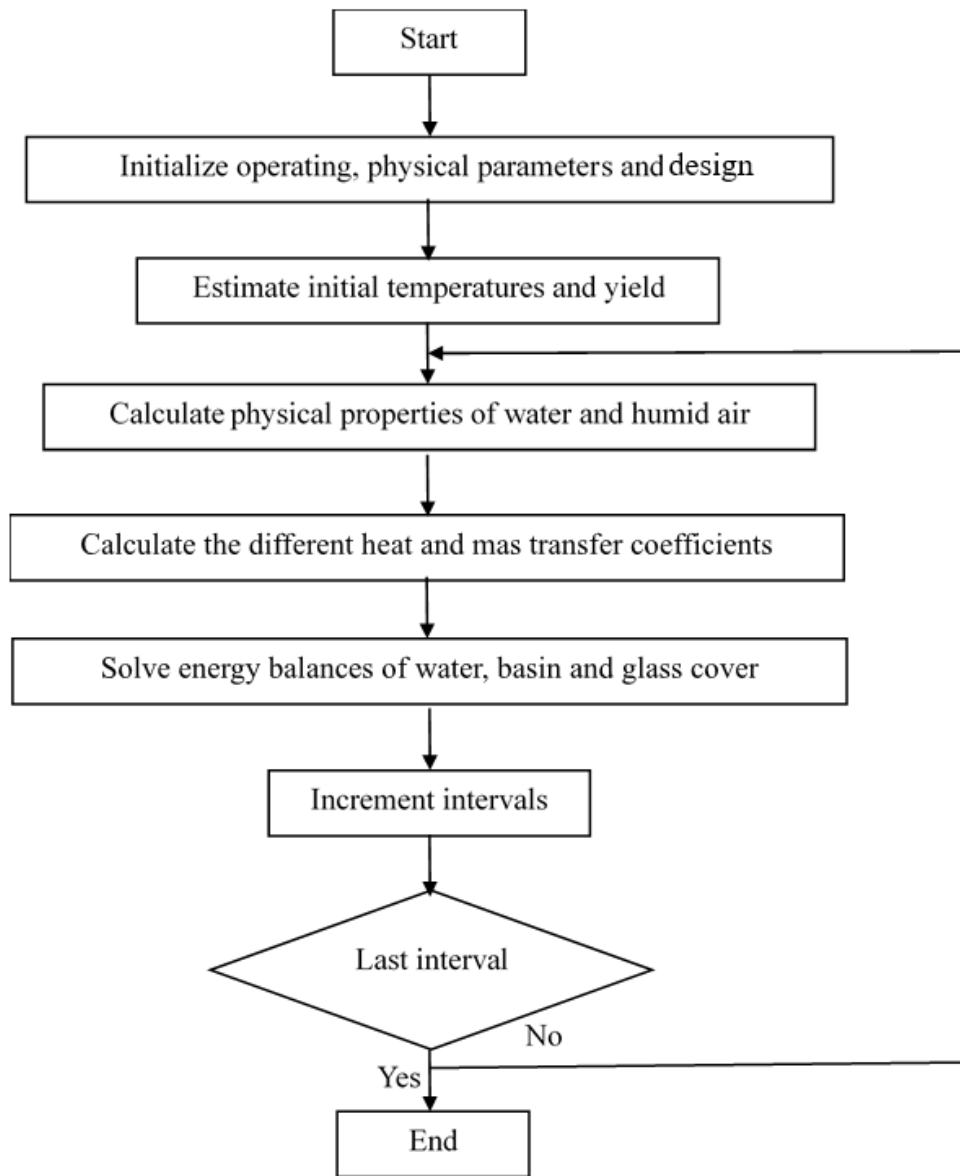 Start
Initialize operating, physical parameters and design
Estimate initial temperatures and yield
Calculate physical properties of water and humid air
Calculate the different heat and mas transfer coefficients
Solve energy balances of water, basin and glass cover
Increment intervals
Last interval
No
Yes
End